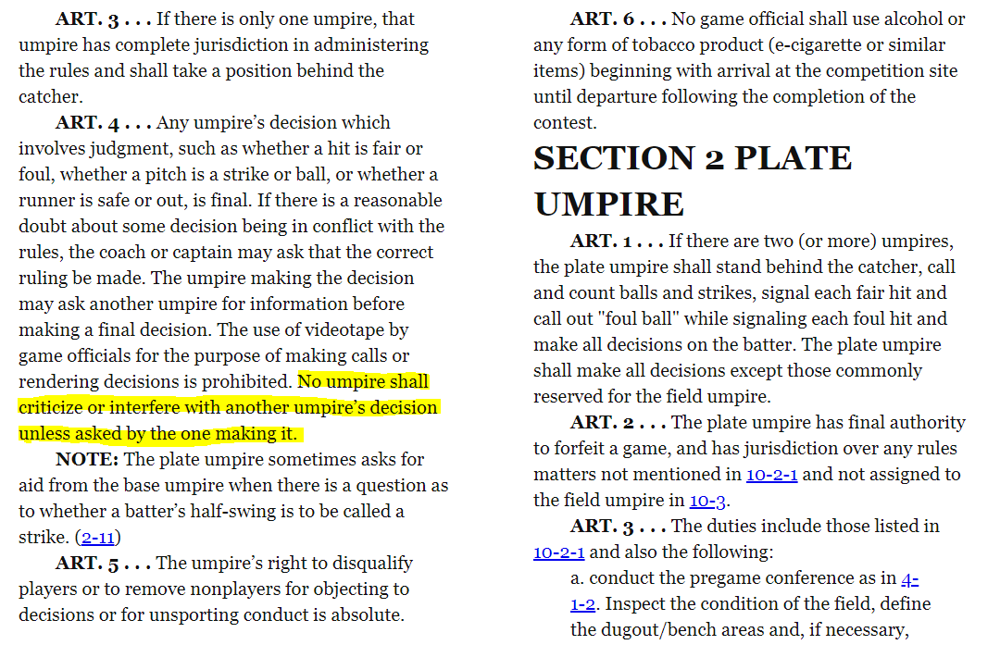 ART. 3 . . . If there is only one umpire, that
umpire has complete jurisdiction in administering
the rules and shall take a position behind the
catcher.
ART. 4 . . . Any umpire’s decision which
involves judgment, such as whether a hit is fair or
foul, whether a pitch is a strike or ball, or whether a
runner is safe or out, is final. If there is a reasonable
doubt about some decision being in conflict with the
rules, the coach or captain may ask that the correct
ruling be made. The umpire making the decision
may ask another umpire for information before
making a final decision. The use of videotape by
game officials for the purpose of making calls or
rendering decisions is prohibited. No umpire shall
criticize or interfere with another umpire’s decision
unless asked by the one making it.
NOTE: The plate umpire sometimes asks for
aid from the base umpire when there is a question as
to whether a batter’s half-swing is to be called a
strike. (2-11)
ART. 5 . . . The umpire’s right to disqualify
players or to remove nonplayers for objecting to
decisions or for unsporting conduct is absolute.
ART. 6 . . . No game official shall use alcohol or
any form of tobacco product (e-cigarette or similar
items) beginning with arrival at the competition site
until departure following the completion of the
contest.
SECTION 2 PLATE
UMPIRE
ART. 1 . . . If there are two (or more) umpires,
the plate umpire shall stand behind the catcher, call
and count balls and strikes, signal each fair hit and
call out "foul ball" while signaling each foul hit and
make all decisions on the batter. The plate umpire
shall make all decisions except those commonly
reserved for the field umpire.
ART. 2 . . . The plate umpire has final authority
to forfeit a game, and has jurisdiction over any rules
matters not mentioned in 10-2-1 and not assigned to
the field umpire in 10-3.
ART. 3 . . . The duties include those listed in
10-2-1 and also the following:
a. conduct the pregame conference as in 4-
1-2. Inspect the condition of the field, define
the dugout/bench areas and, if necessary,